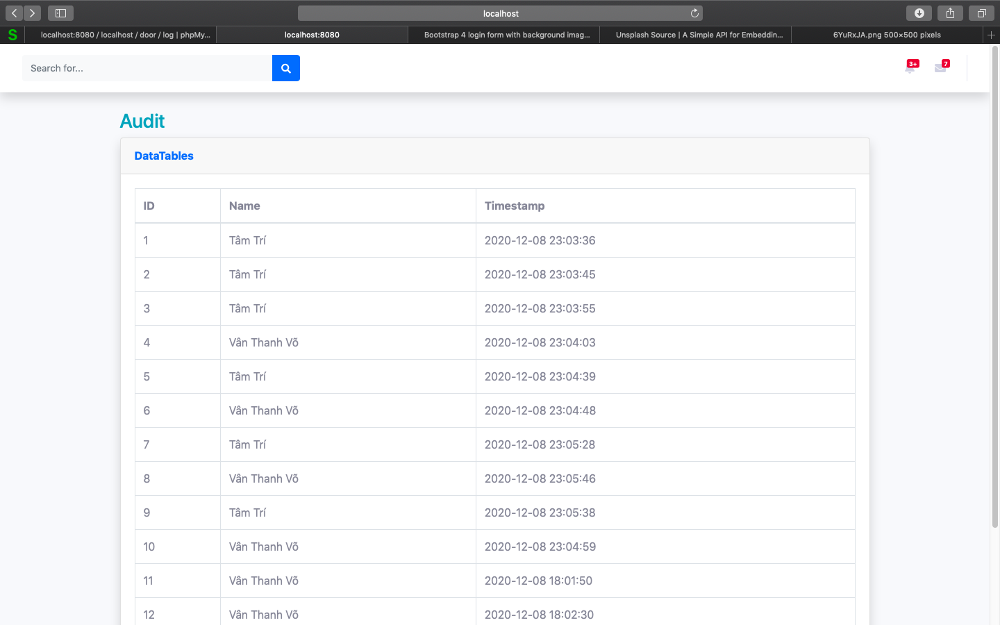 localhost
S
localhost:8080 / localhost / door / log | phpMy...
localhost:8080
Bootstrap 4 login form with background imag...
Unsplash Source | A Simple API for Embeddin...
6YuRxJA.png 500×500 pixels
Search for...
3+
7
Audit
DataTables
ID Name Timestamp
1 Tâm Trí 2020-12-08 23:03:36
2 Tâm Trí 2020-12-08 23:03:45
3 Tâm Trí 2020-12-08 23:03:55
4 Vân Thanh Võ 2020-12-08 23:04:03
5 Tâm Trí 2020-12-08 23:04:39
6 Vân Thanh Võ 2020-12-08 23:04:48
7 Tâm Trí 2020-12-08 23:05:28
8 Vân Thanh Võ 2020-12-08 23:05:46
9 Tâm Trí 2020-12-08 23:05:38
10 Vân Thanh Võ 2020-12-08 23:04:59
11 Vân Thanh Võ 2020-12-08 18:01:50
12 Vân Thanh Võ 2020-12-08 18:02:30